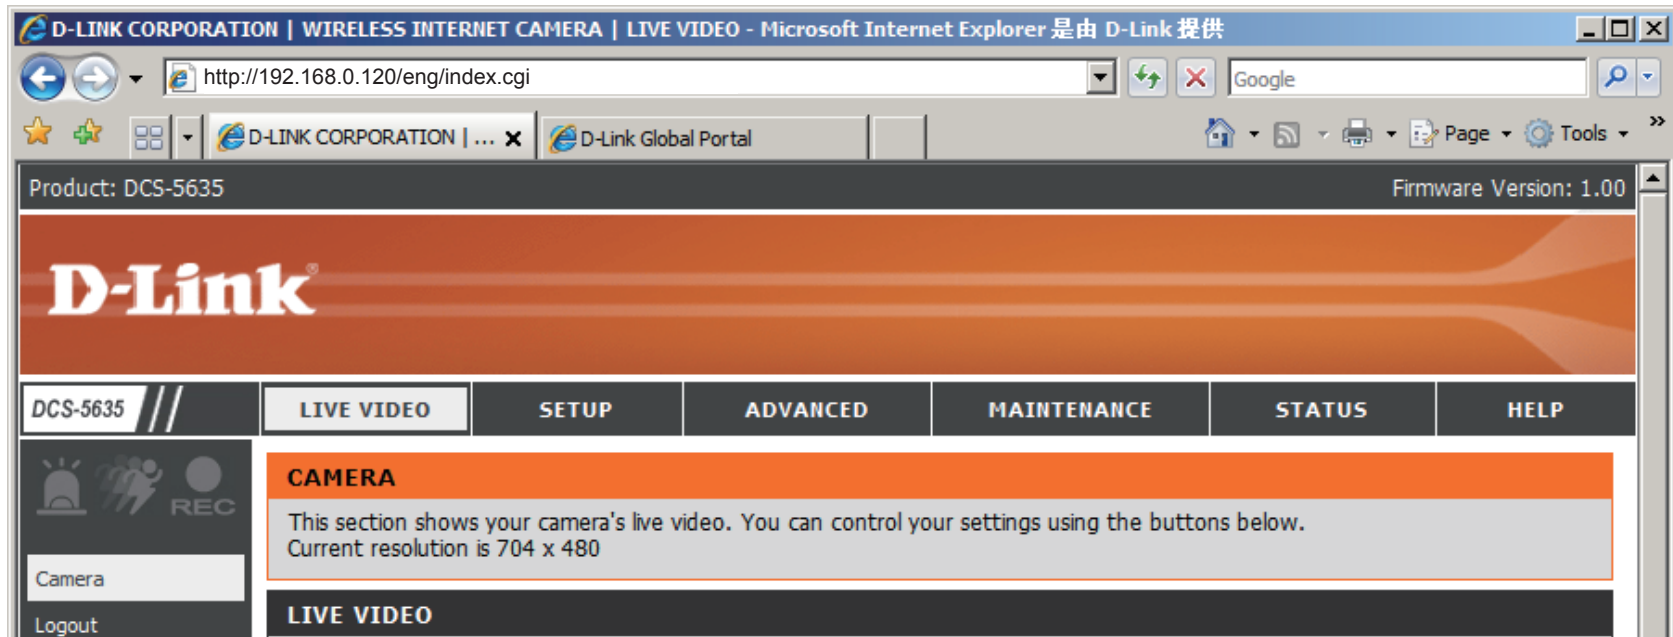 D-LINK CORPORATION | WIRELESS INTERNET CAMERA | LIVE VIDEO - Microsoft Internet Explorer 是由 D-Link 提供
http://192.168.0.120/eng/index.cgi
Google
D-LINK CORPORATION | ...
D-Link Global Portal
Page
Tools
»
Product: DCS-5635
Firmware Version: 1.00
D-Link®
DCS-5635
LIVE VIDEO
SETUP
ADVANCED
MAINTENANCE
STATUS
HELP
REC
CAMERA
This section shows your camera's live video. You can control your settings using the buttons below.
Current resolution is 704 x 480
Camera
Logout
LIVE VIDEO